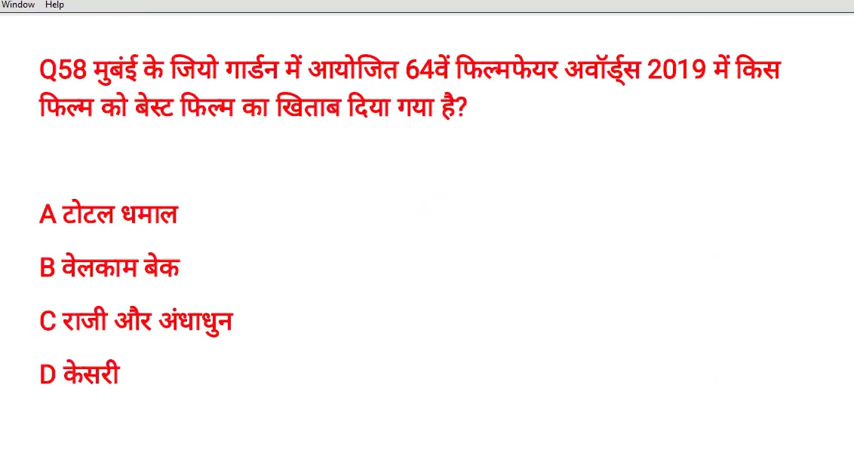 Window Help
Q58 मुबंई के जियो गार्डन में आयोजित 64वें फिल्मफेयर अवॉर्ड्स 2019 में किस
फिल्म को बेस्ट फिल्म का खिताब दिया गया है?
A टोटल धमाल
B वेलकाम बेक
C राजी और अंधाधुन
D केसरी